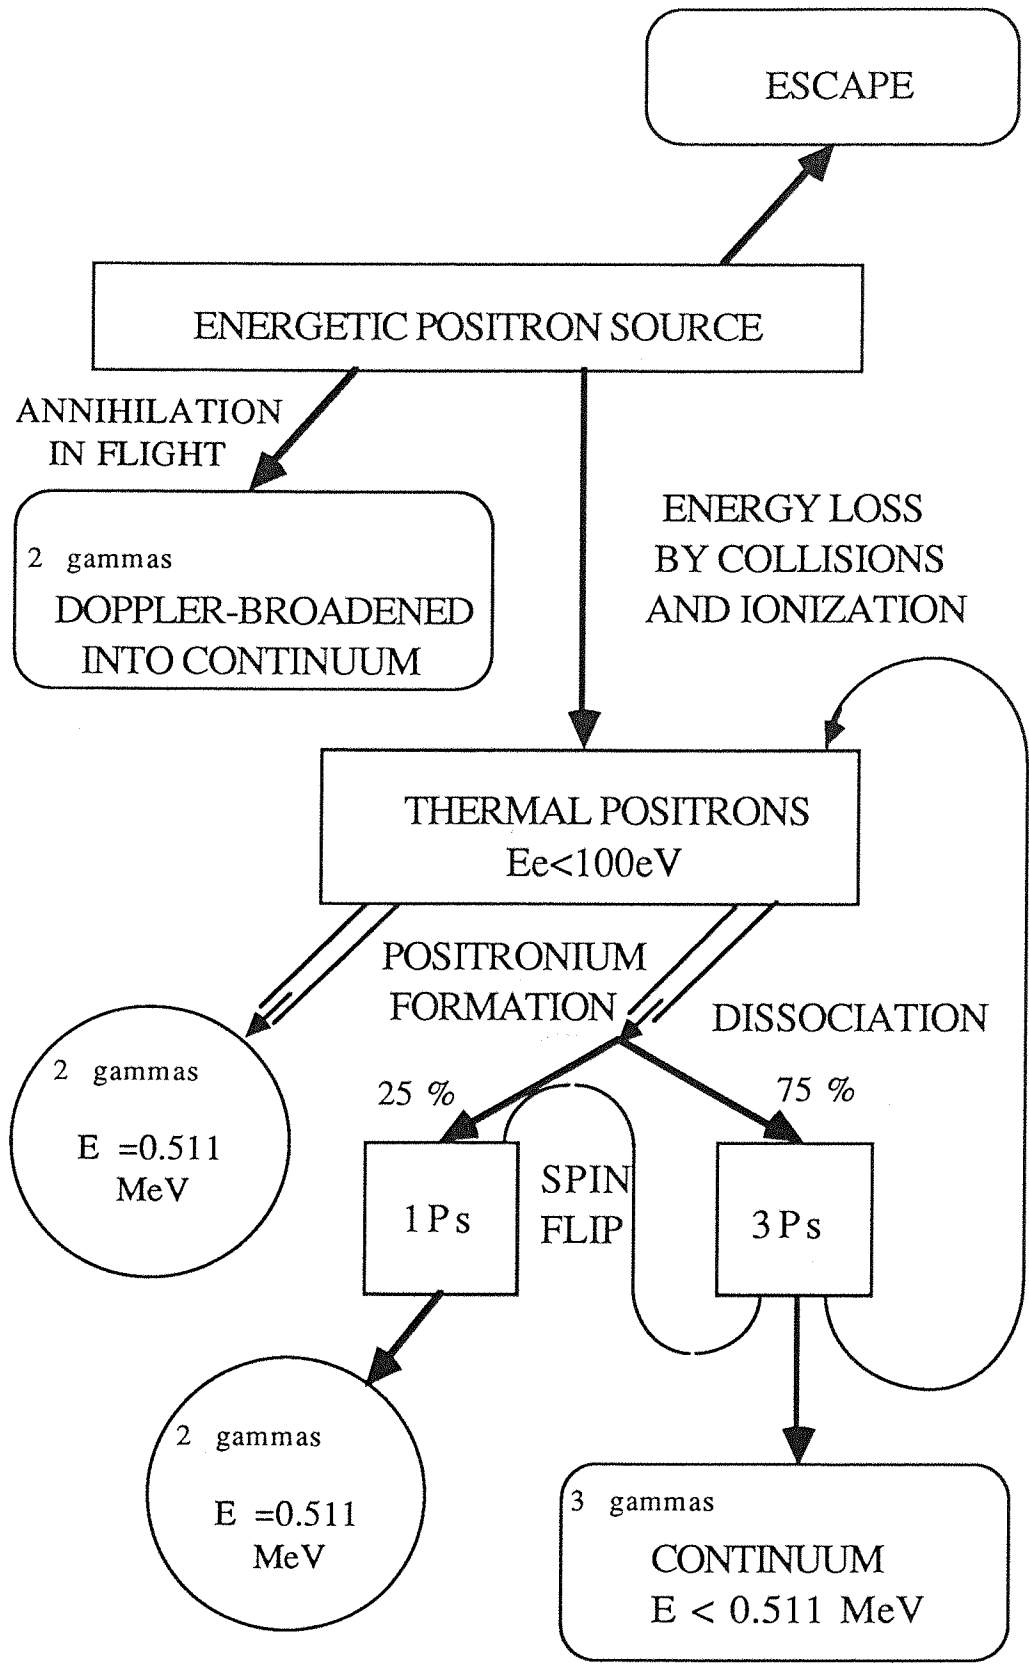 ESCAPE
ENERGETIC POSITRON SOURCE
ANNIHILATION
IN FLIGHT
2 gammas
DOPPLER-BROADENED
INTO CONTINUUM
ENERGY LOSS
BY COLLISIONS
AND IONIZATION
THERMAL POSITRONS
Ee<100eV
POSITRONIUM
FORMATION
DISSOCIATION
2 gammas
E =0.511
MeV
25 %
75 %
1Ps
SPIN
FLIP
3Ps
2 gammas
E =0.511
MeV
3 gammas
CONTINUUM
E < 0.511 MeV